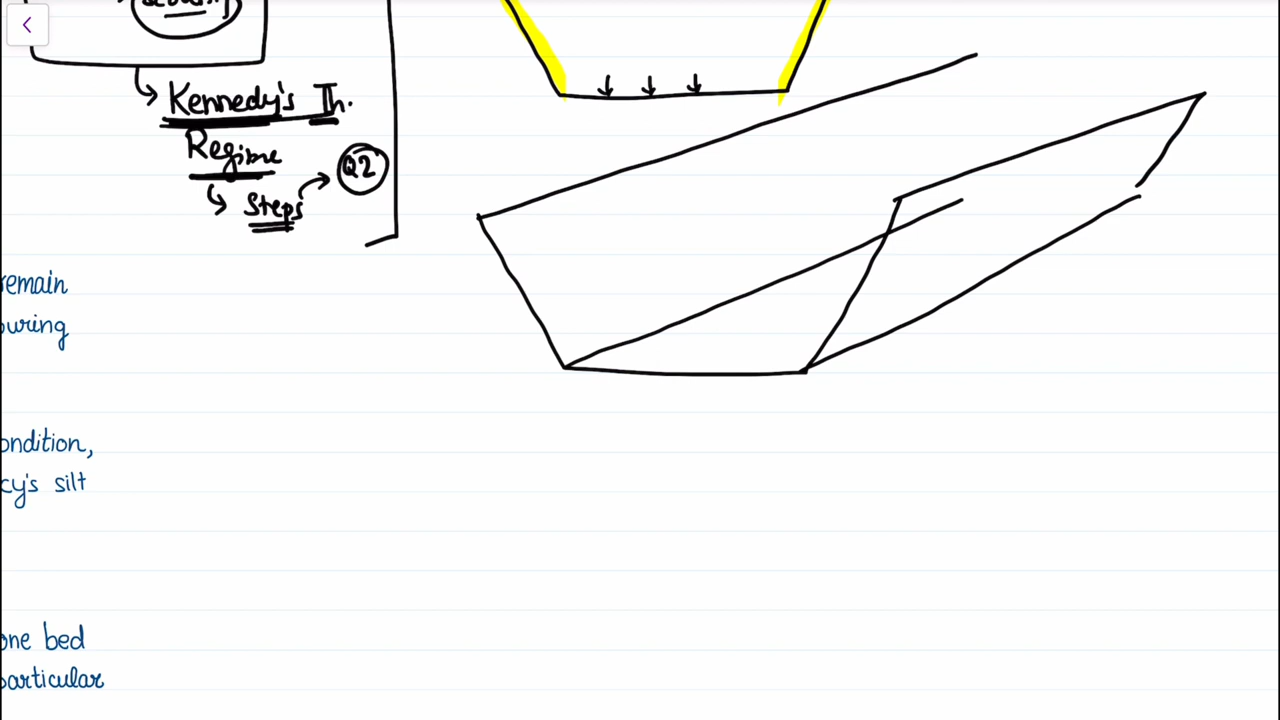 Kennedy's Th.
Regime
Steps
Q2
remain
ouring
ondition,
cy's silt
one bed
particular